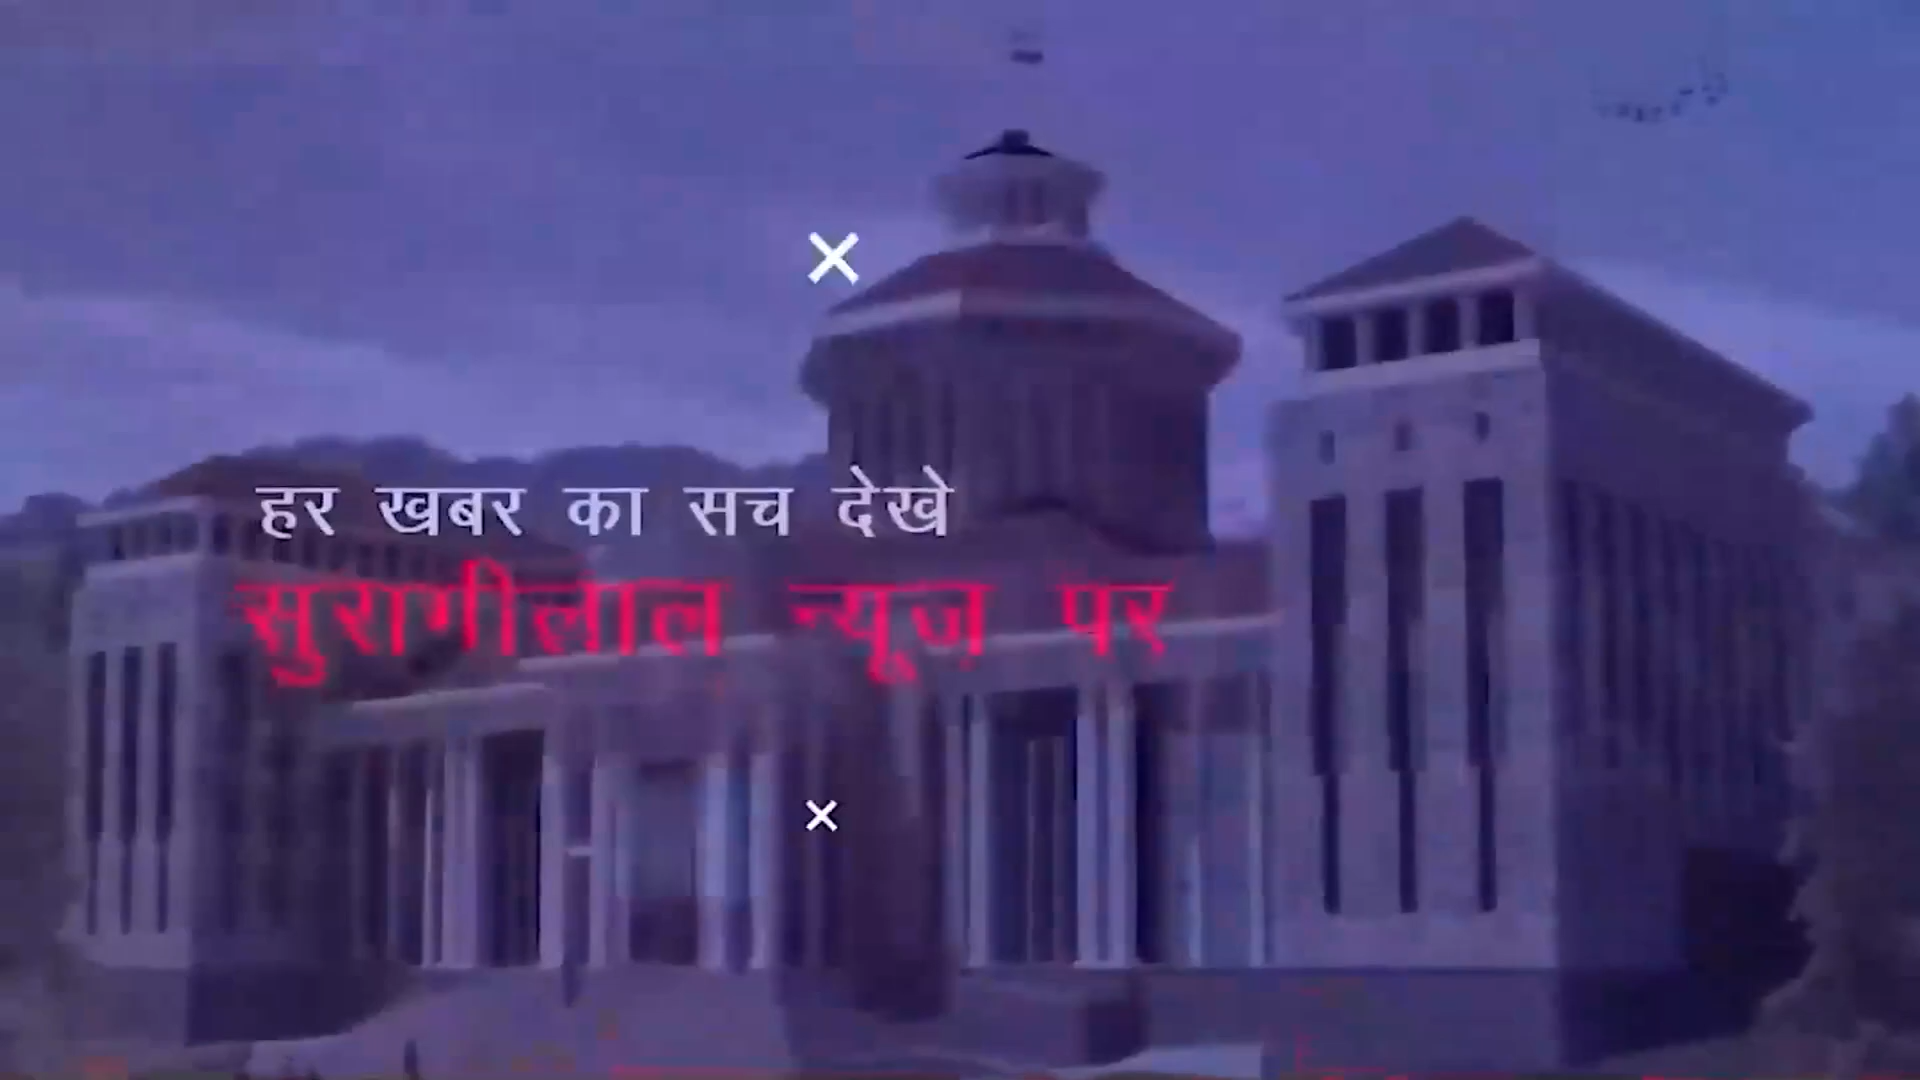 हर खबर का सच देखे
सुरागीलाल न्यूज़ पर